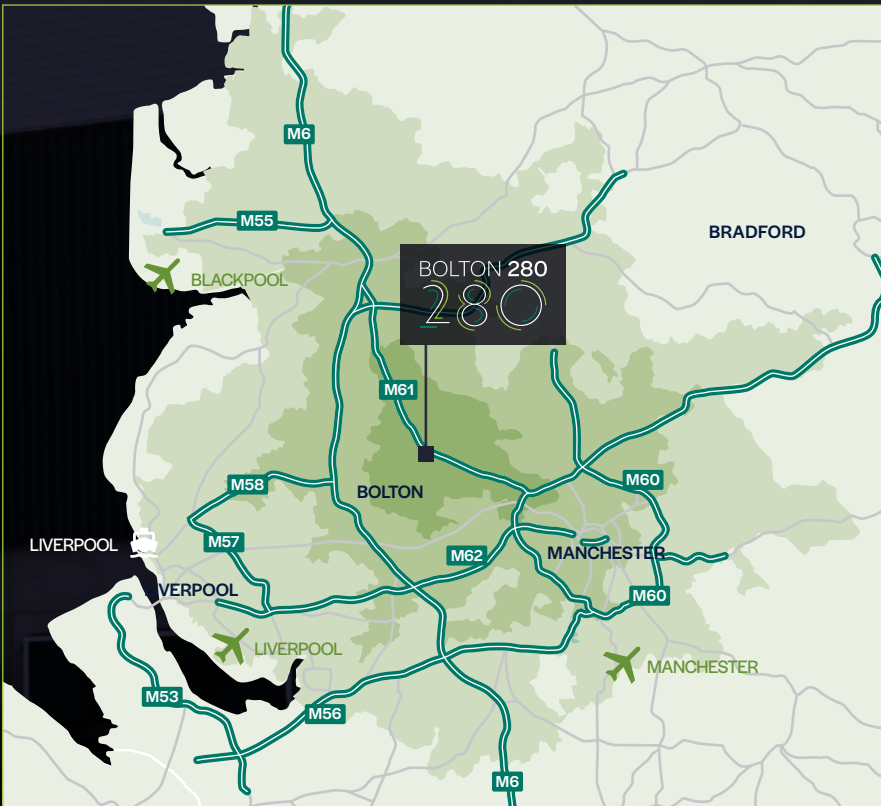 M6
M55
BRADFORD
BLACKPOOL
BOLTON 280
280
M61
M58
BOLTON
M60
LIVERPOOL
M57
M62
MANCHESTER
LIVERPOOL
M60
LIVERPOOL
MANCHESTER
M53
M56
M6